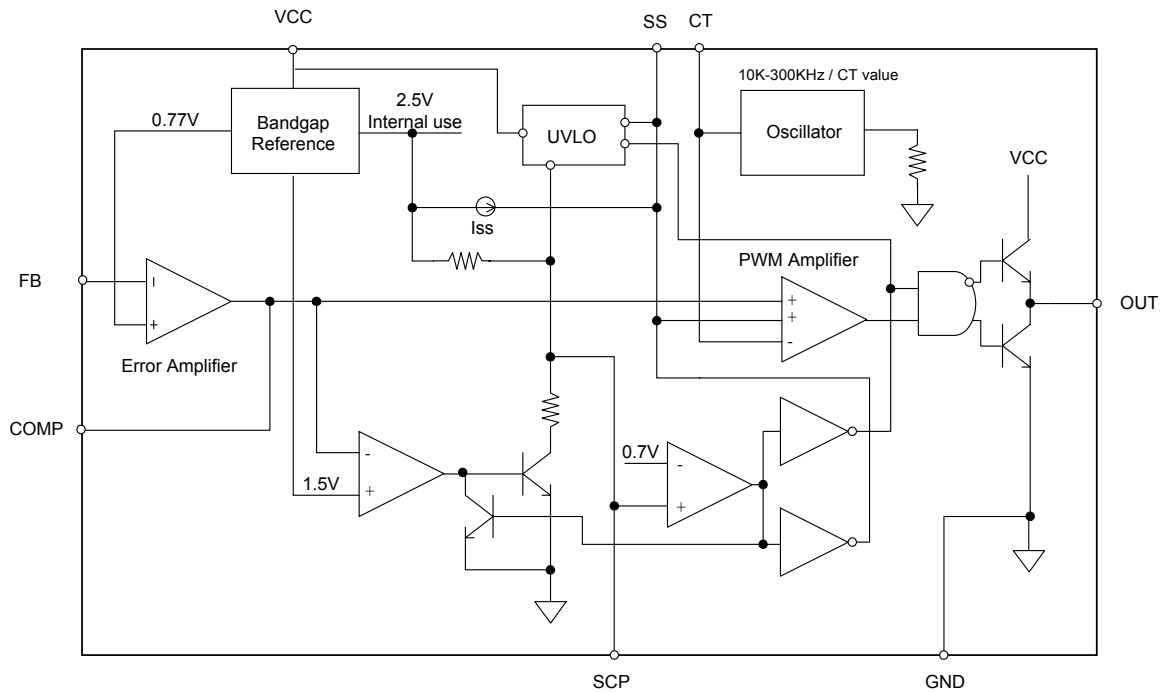 VCC
SS
CT
10K-300KHz / CT value
0.77V
Bandgap
Reference
2.5V
Internal use
UVLO
Oscillator
VCC
Iss
FB
-
+
Error Amplifier
PWM Amplifier
+
+
-
OUT
COMP
-
+
1.5V
0.7V
-
+
SCP
GND